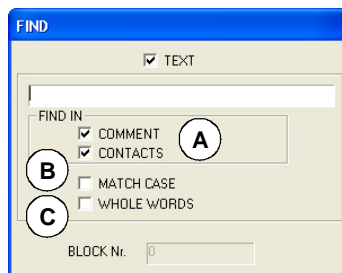 FIND
TEXT
FIND IN
COMMENT
A
CONTACTS
B
MATCH CASE
C
WHOLE WORDS
BLOCK Nr. 0